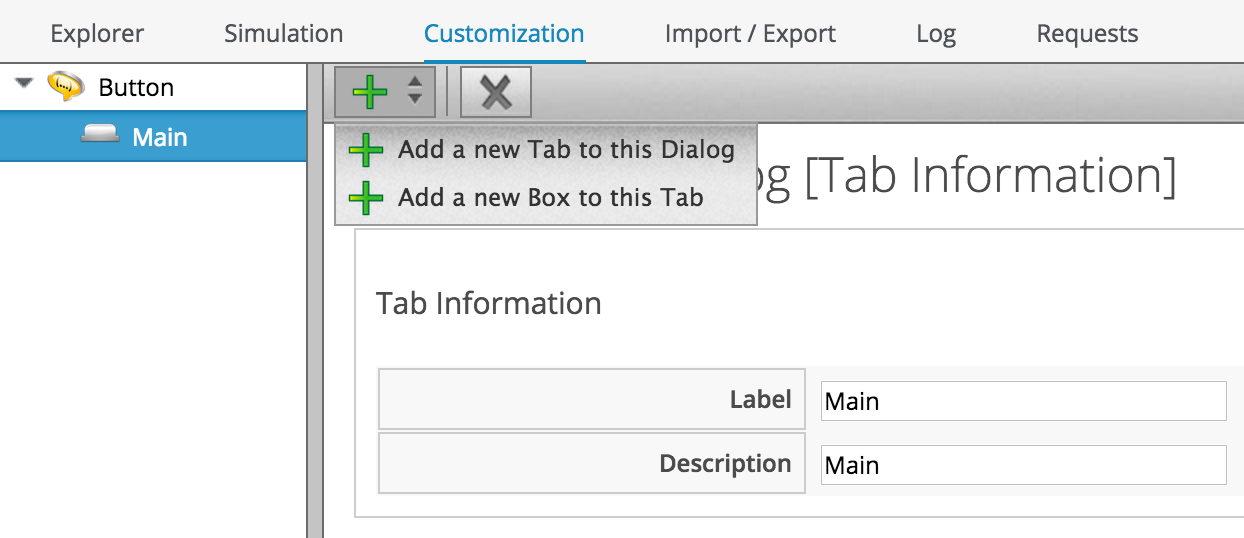 Explorer Simulation Customization Import / Export Log Requests
Button
Main
Add a new Tab to this Dialog
Add a new Box to this Tab
[Tab Information]
Tab Information
Label Main
Description Main